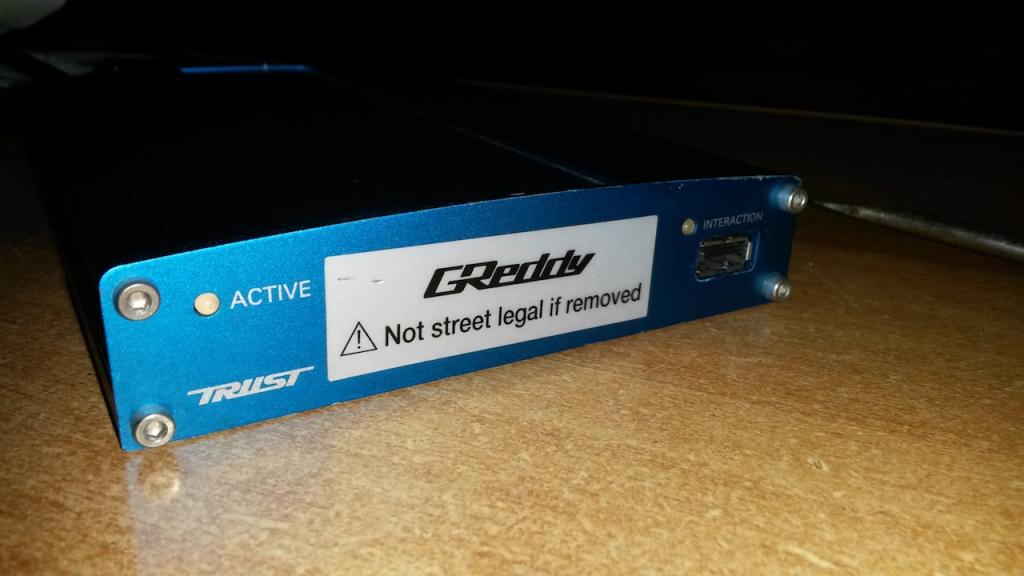 ACTIVE
TRUST
GReddy
Not street legal if removed
INTERACTION